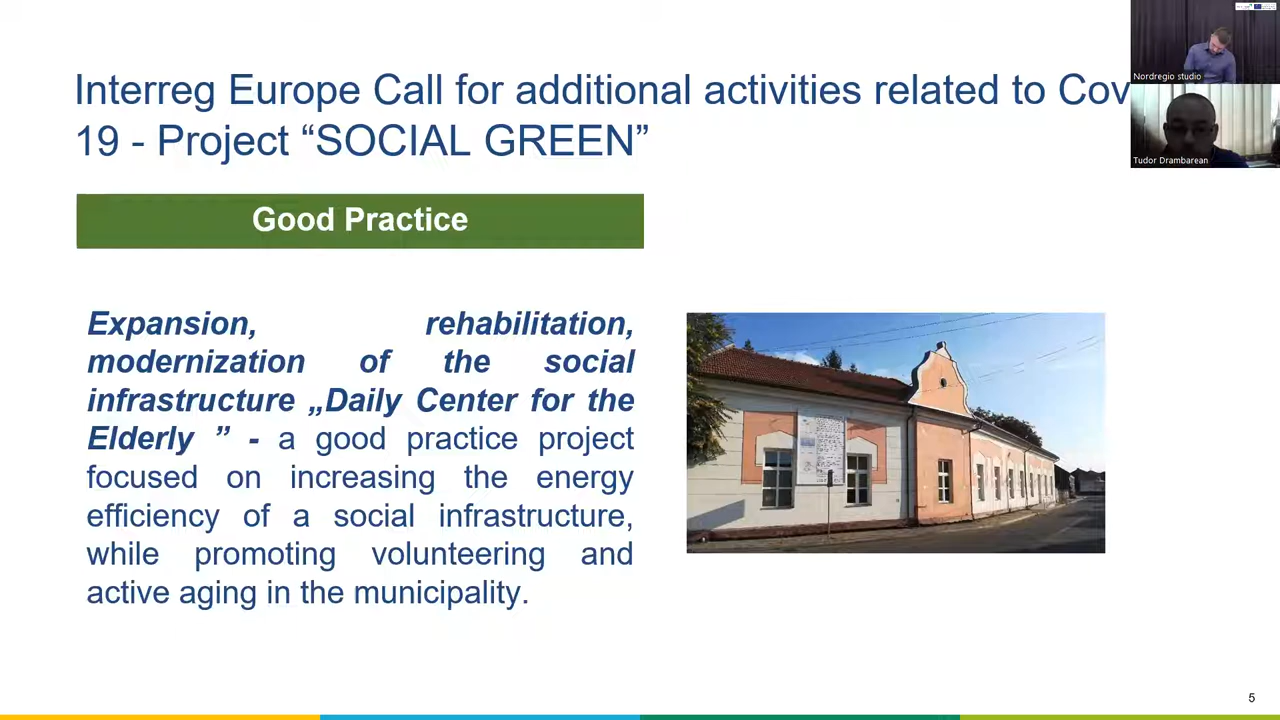 Interreg Europe Call for additional activities related to Cov
19 - Project “SOCIAL GREEN”
Good Practice
Expansion, rehabilitation,
modernization of the social
infrastructure „Daily Center for the
Elderly ” - a good practice project
focused on increasing the energy
efficiency of a social infrastructure,
while promoting volunteering and
active aging in the municipality.
Nordregio studio
Tudor Drambarean
5